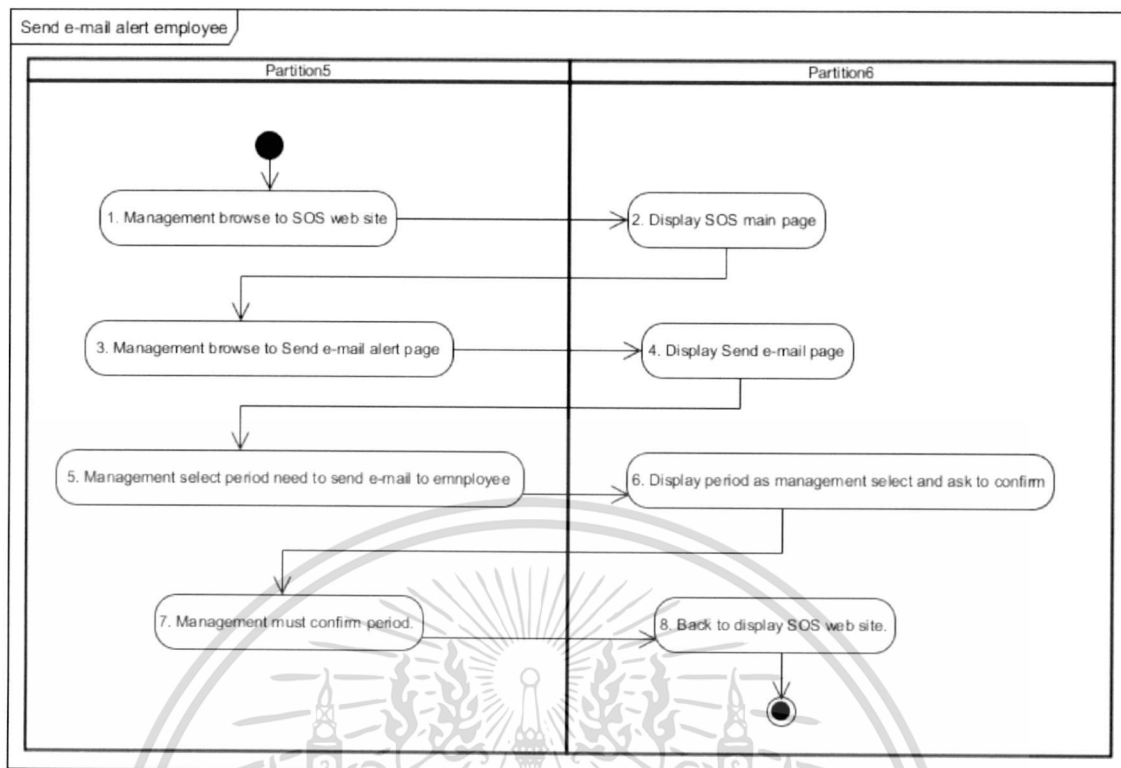 Send e-mail alert employee
Partition5
Partition6
1. Management browse to SOS web site
2. Display SOS main page
3. Management browse to Send e-mail alert page
4. Display Send e-mail page
5. Management select period need to send e-mail to emnployee
6. Display period as management select and ask to confirm
7. Management must confirm period.
8. Back to display SOS web site.